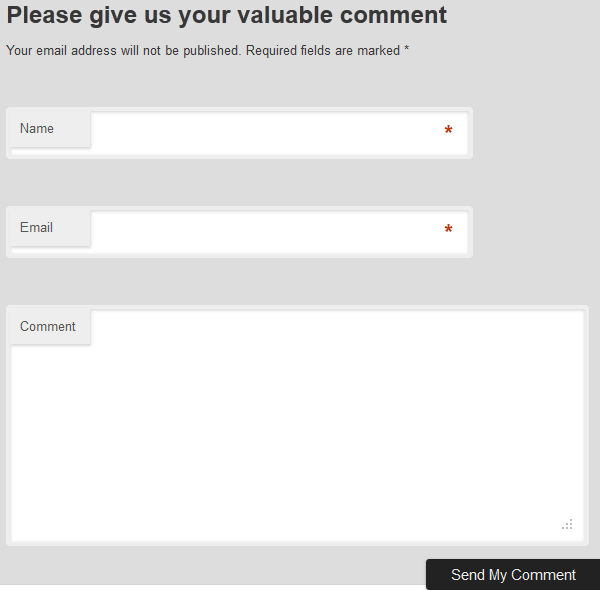 Please give us your valuable comment
Your email address will not be published. Required fields are marked *
Name
*
Email
*
Comment
Send My Comment